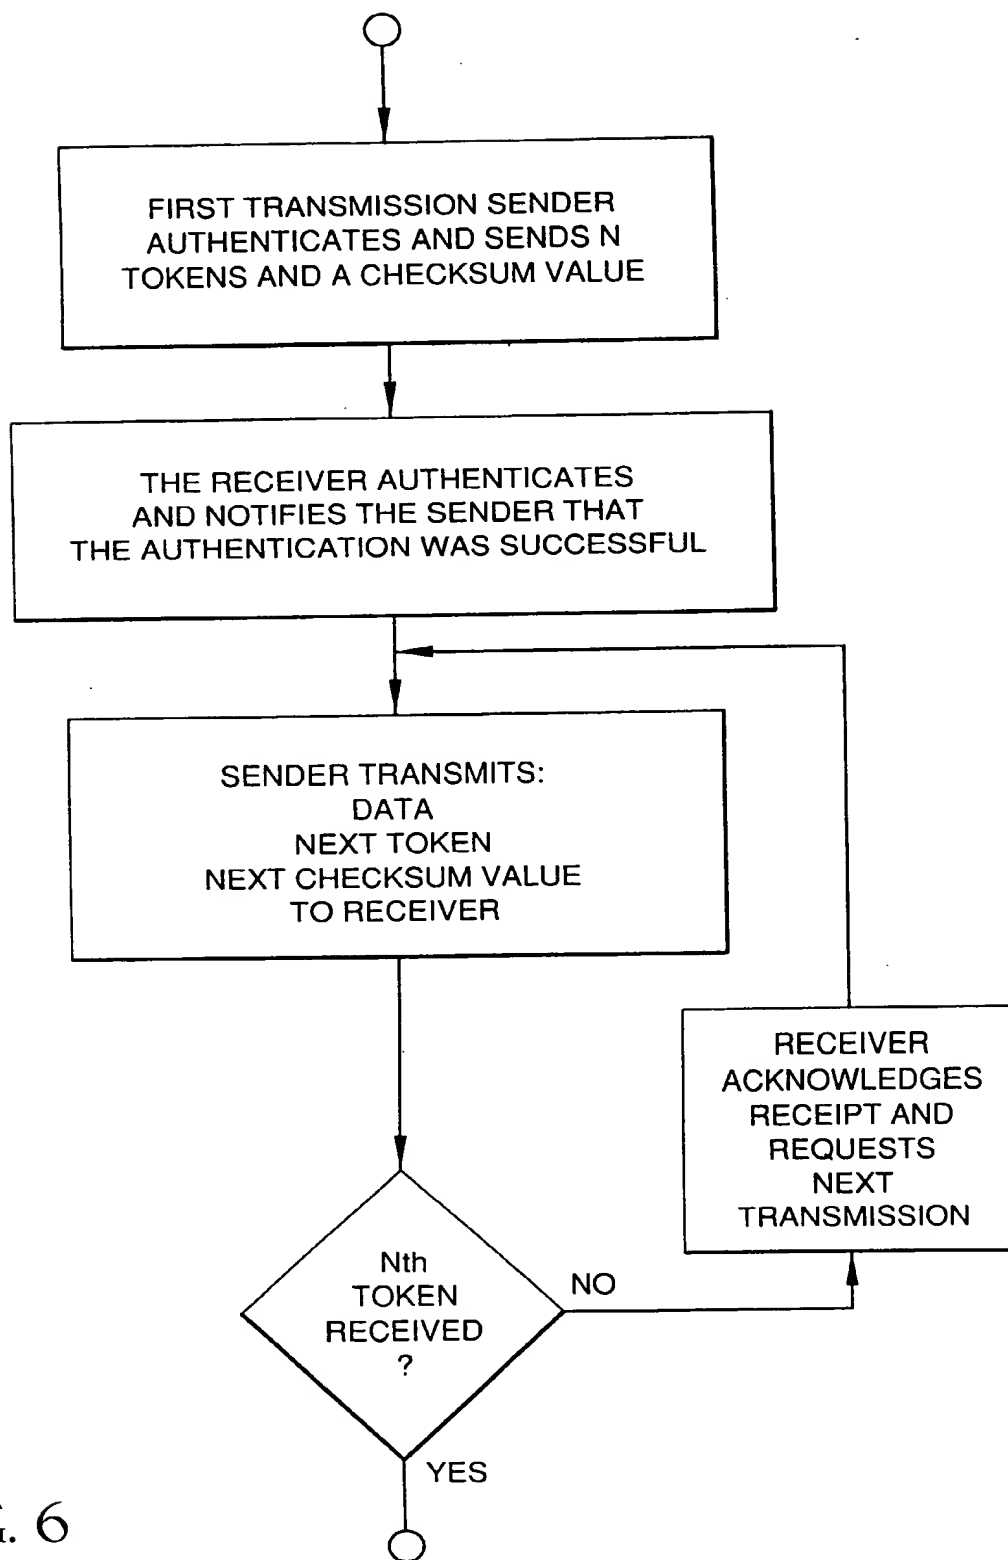 FIRST TRANSMISSION SENDER
AUTHENTICATES AND SENDS N
TOKENS AND A CHECKSUM VALUE
THE RECEIVER AUTHENTICATES
AND NOTIFIES THE SENDER THAT
THE AUTHENTICATION WAS SUCCESSFUL
SENDER TRANSMITS:
DATA
NEXT TOKEN
NEXT CHECKSUM VALUE
TO RECEIVER
RECEIVER
ACKNOWLEDGES
RECEIPT AND
REQUESTS
NEXT
TRANSMISSION
Nth
TOKEN
RECEIVED
?
NO
YES
. 6